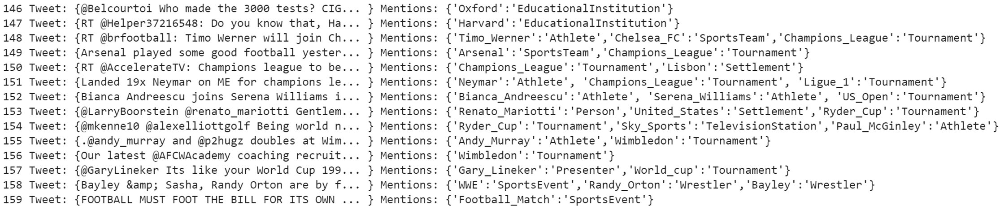 146 Tweet: {@Belcourtoi Who made the 3000 tests? CIG... } Mentions: {'Oxford':'EducationalInstitution'}
147 Tweet: {RT @Helper37216548: Do you know that, Ha... } Mentions: {'Harvard':'EducationalInstitution'}
148 Tweet: {RT @brfootball: Timo Werner will join Ch... } Mentions: {'Timo_Werner':'Athlete','Chelsea_FC':'SportsTeam','Champions_League':'Tournament'}
149 Tweet: {Arsenal played some good football yester... } Mentions: {'Arsenal':'SportsTeam','Champions_League':'Tournament'}
150 Tweet: {RT @AccelerateTV: Champions league to be... } Mentions: {'Champions_League':'Tournament','Lisbon':'Settlement'}
151 Tweet: {Landed 19x Neymar on ME for champions le... } Mentions: {'Neymar':'Athlete', 'Champions_League':'Tournament', 'Ligue_1':'Tournament'}
152 Tweet: {Bianca Andreescu joins Serena Williams i... } Mentions: {'Bianca_Andreescu':'Athlete', 'Serena_Williams':'Athlete', 'US_Open':'Tournament'}
153 Tweet: {@LarryBoorstein @renato_mariotti Gentlem... } Mentions: {'Renato_Mariotti':'Person','United_States':'Settlement','Ryder_Cup':'Tournament'}
154 Tweet: {@mkenne10 @alexelliottgolf Being world n... } Mentions: {'Ryder_Cup':'Tournament','Sky_Sports':'TelevisionStation','Paul_McGinley':'Athlete'}
155 Tweet: {.@andy_murray and @p2hugz doubles at Wim... } Mentions: {'Andy_Murray':'Athlete','Wimbledon':'Tournament'}
156 Tweet: {Our latest @AFCWAcademy coaching recruit... } Mentions: {'Wimbledon':'Tournament'}
157 Tweet: {@GaryLineker Its like your World Cup 199... } Mentions: {'Gary_Lineker':'Presenter','World_cup':'Tournament'}
158 Tweet: {Bayley &amp; Sasha, Randy Orton are by f... } Mentions: {'WWE':'SportsEvent','Randy_Orton':'Wrestler','Bayley':'Wrestler'}
159 Tweet: {FOOTBALL MUST FOOT THE BILL FOR ITS OWN ... } Mentions: {'Football_Match':'SportsEvent'}